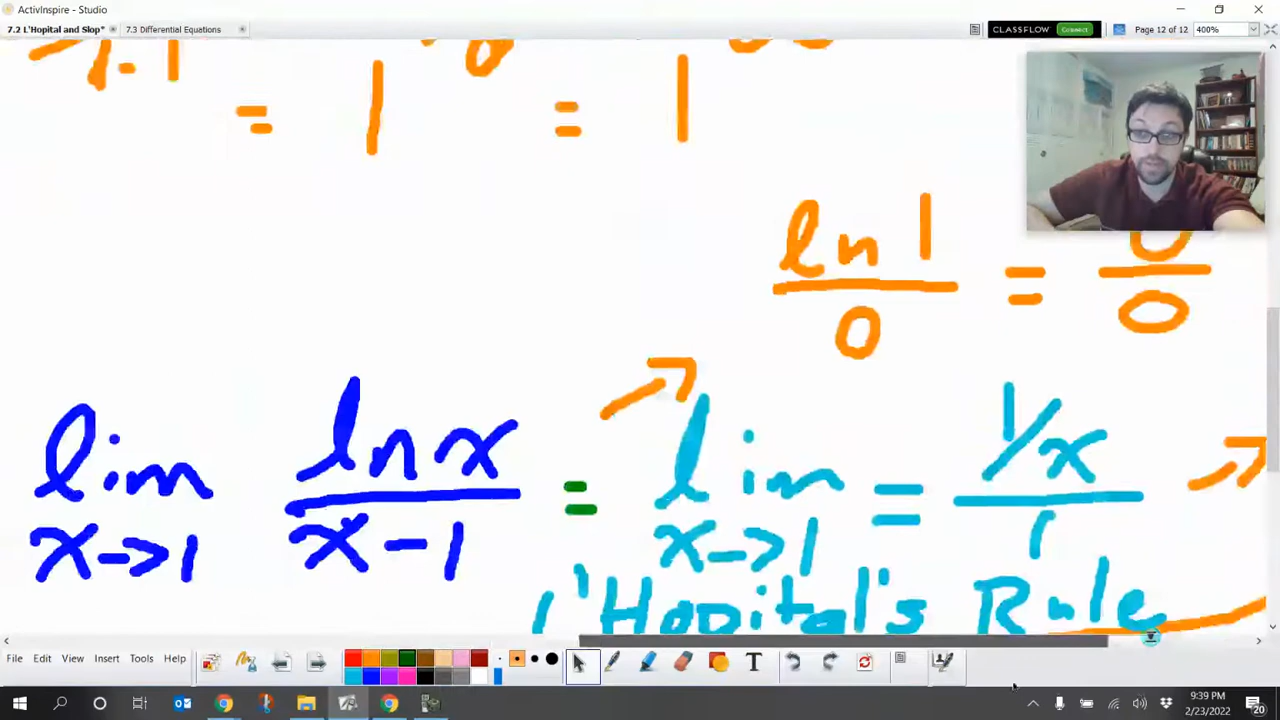 ActivInspire - Studio
7.2 L'Hopital and Slop* 7.3 Differential Equations CLASSFLOW Connect Page 12 of 12 400%
= 1 = 1
ln 1 / 0 = 0 / 0
lim x->1 ln x / x-1 = lim x->1 = 1/x / 1
l'Hopital's Rule
File Edit View Insert Tools Help
9:39 PM
2/23/2022
20